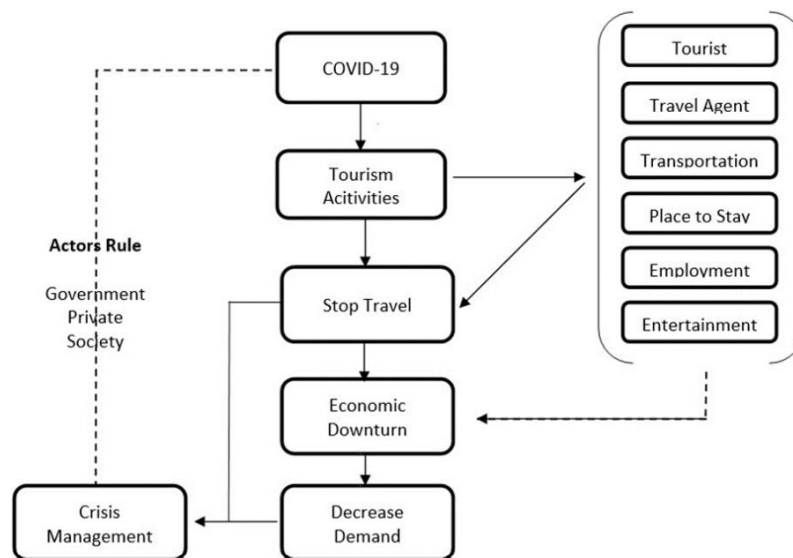 COVID-19
Tourism
Acitivities
Stop Travel
Economic
Downturn
Decrease
Demand
Crisis
Management
Actors Rule
Government
Private
Society
Tourist
Travel Agent
Transportation
Place to Stay
Employment
Entertainment